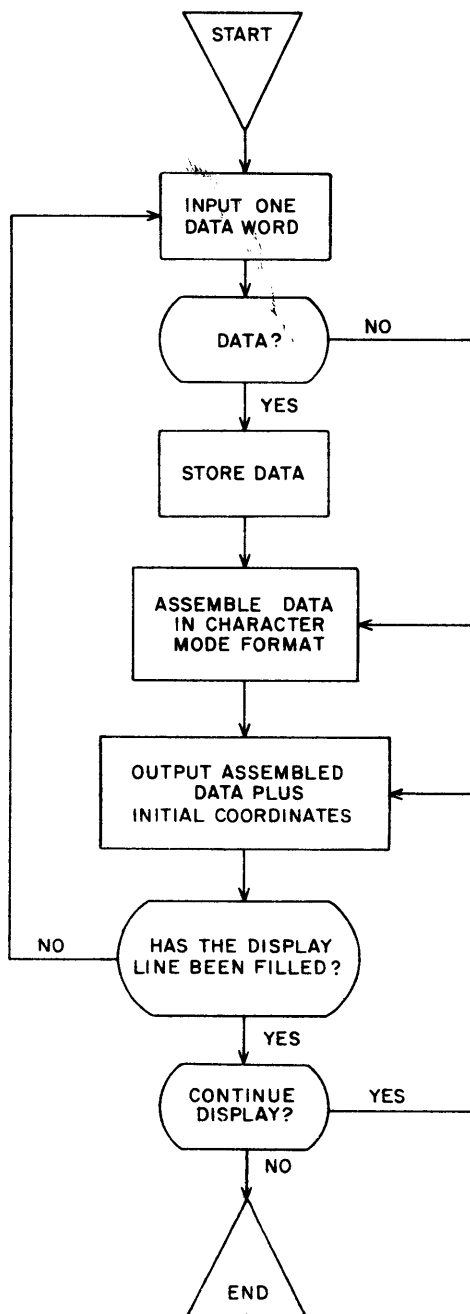 START
INPUT ONE
DATA WORD
DATA?
NO
YES
STORE DATA
ASSEMBLE DATA
IN CHARACTER
MODE FORMAT
OUTPUT ASSEMBLED
DATA PLUS
INITIAL COORDINATES
NO
HAS THE DISPLAY
LINE BEEN FILLED?
YES
CONTINUE
DISPLAY?
YES
NO
END